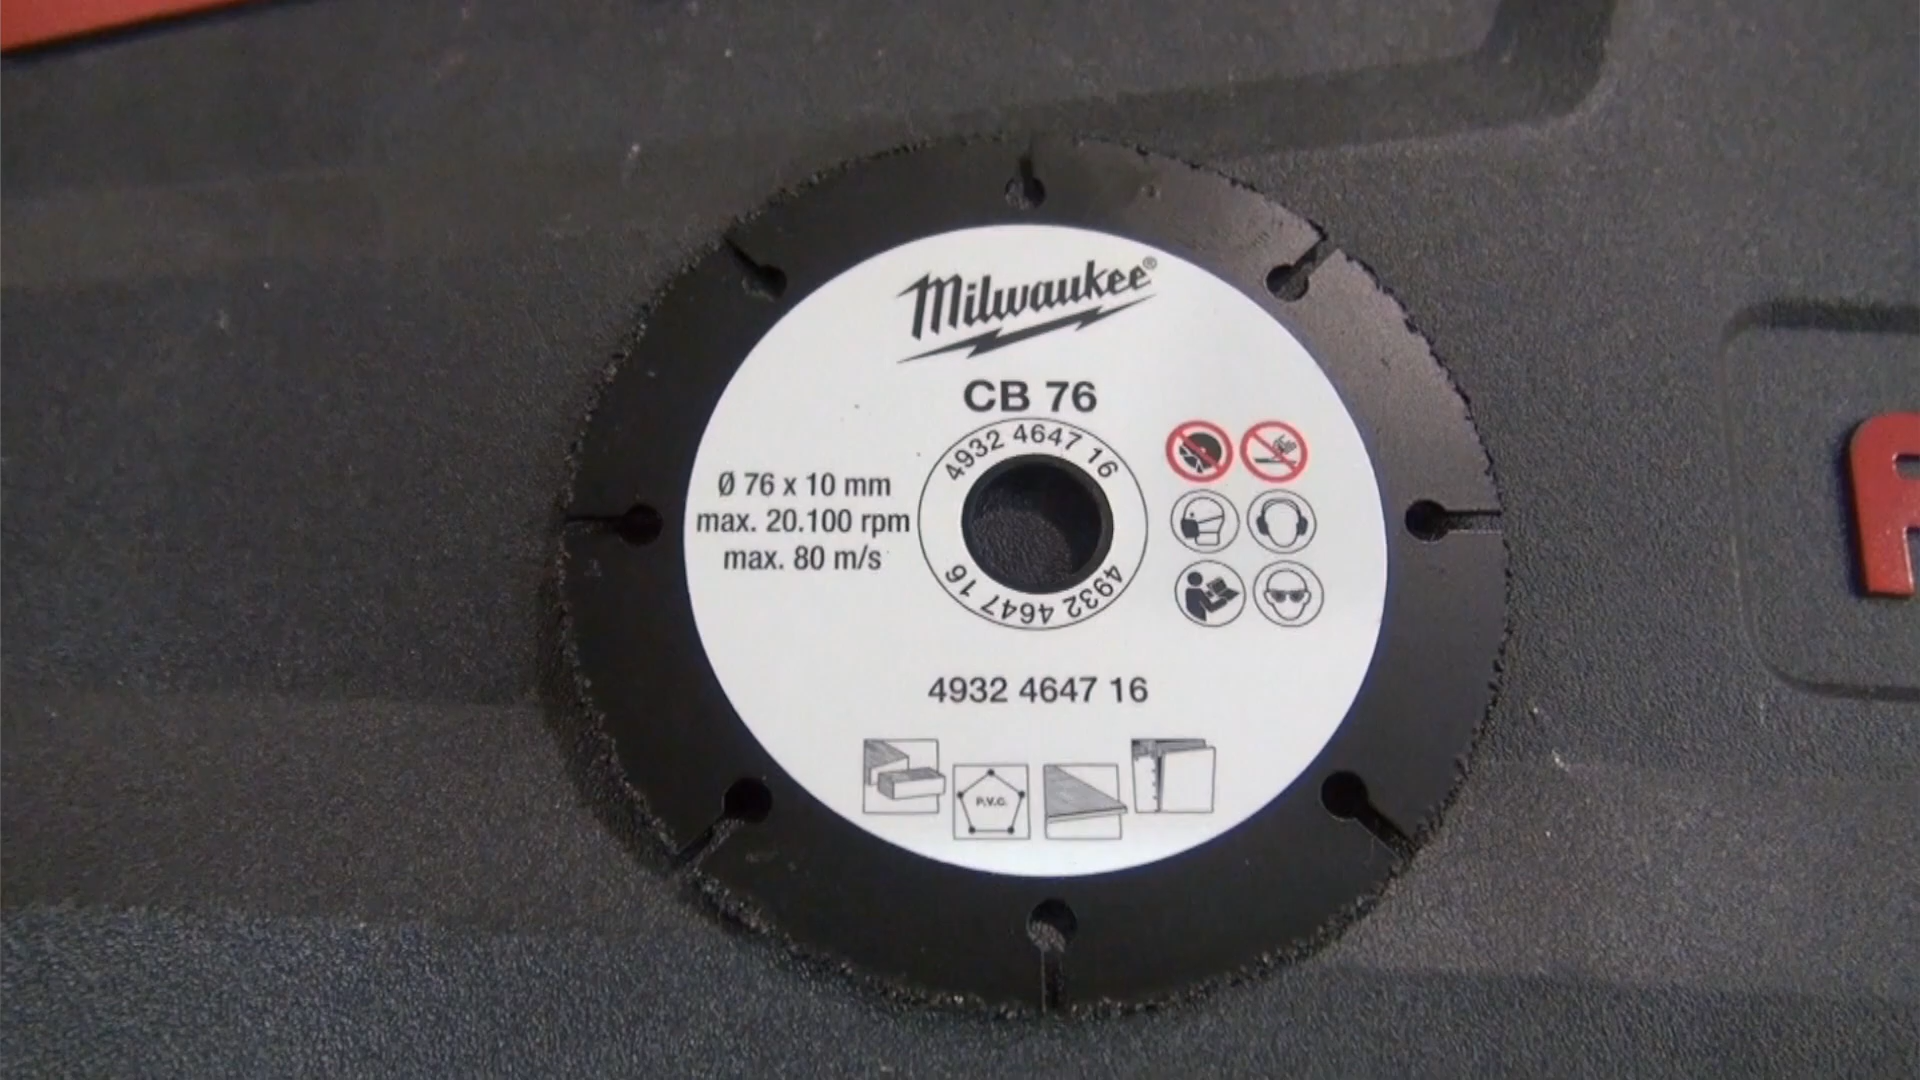 Milwaukee®
CB 76
4932 4647 16
Ø 76 x 10 mm
max. 20.100 rpm
max. 80 m/s
4932 4647 16
4932 4647 16
P.V.C.